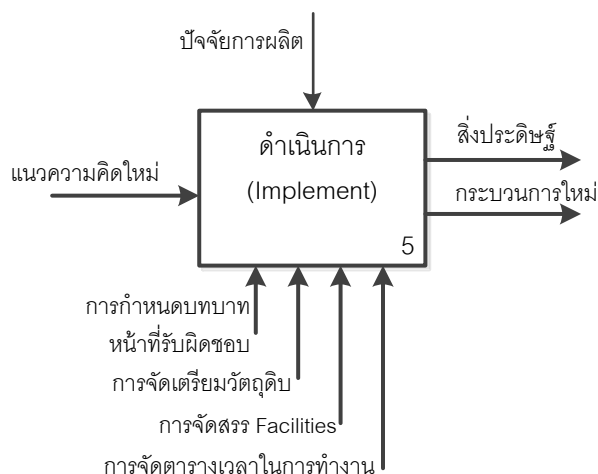 ปัจจัยการผลิต
แนวความคิดใหม่
ดำเนินการ
(Implement)
5
สิ่งประดิษฐ์
กระบวนการใหม่
การกำหนดบทบาท
หน้าที่รับผิดชอบ
การจัดเตรียมวัตถุดิบ
การจัดสรร Facilities
การจัดตารางเวลาในการทำงาน